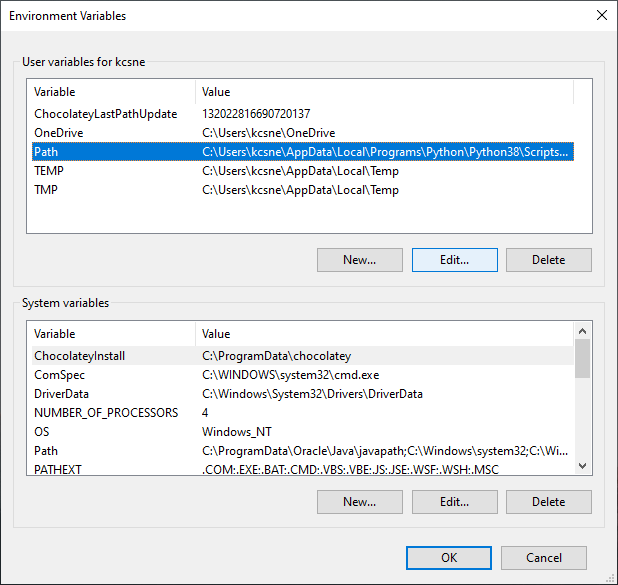 Environment Variables
User variables for kcsne
Variable Value
ChocolateyLastPathUpdate 132022816690720137
OneDrive C:\Users\kcsne\OneDrive
Path C:\Users\kcsne\AppData\Local\Programs\Python\Python38\Scripts...
TEMP C:\Users\kcsne\AppData\Local\Temp
TMP C:\Users\kcsne\AppData\Local\Temp
New... Edit... Delete
System variables
Variable Value
ChocolateyInstall C:\ProgramData\chocolatey
ComSpec C:\WINDOWS\system32\cmd.exe
DriverData C:\Windows\System32\Drivers\DriverData
NUMBER_OF_PROCESSORS 4
OS Windows_NT
Path C:\ProgramData\Oracle\Java\javapath;C:\Windows\system32;C:\Wi...
PATHEXT .COM;.EXE;.BAT;.CMD;.VBS;.VBE;.JS;.JSE;.WSF;.WSH;.MSC
New... Edit... Delete
OK Cancel